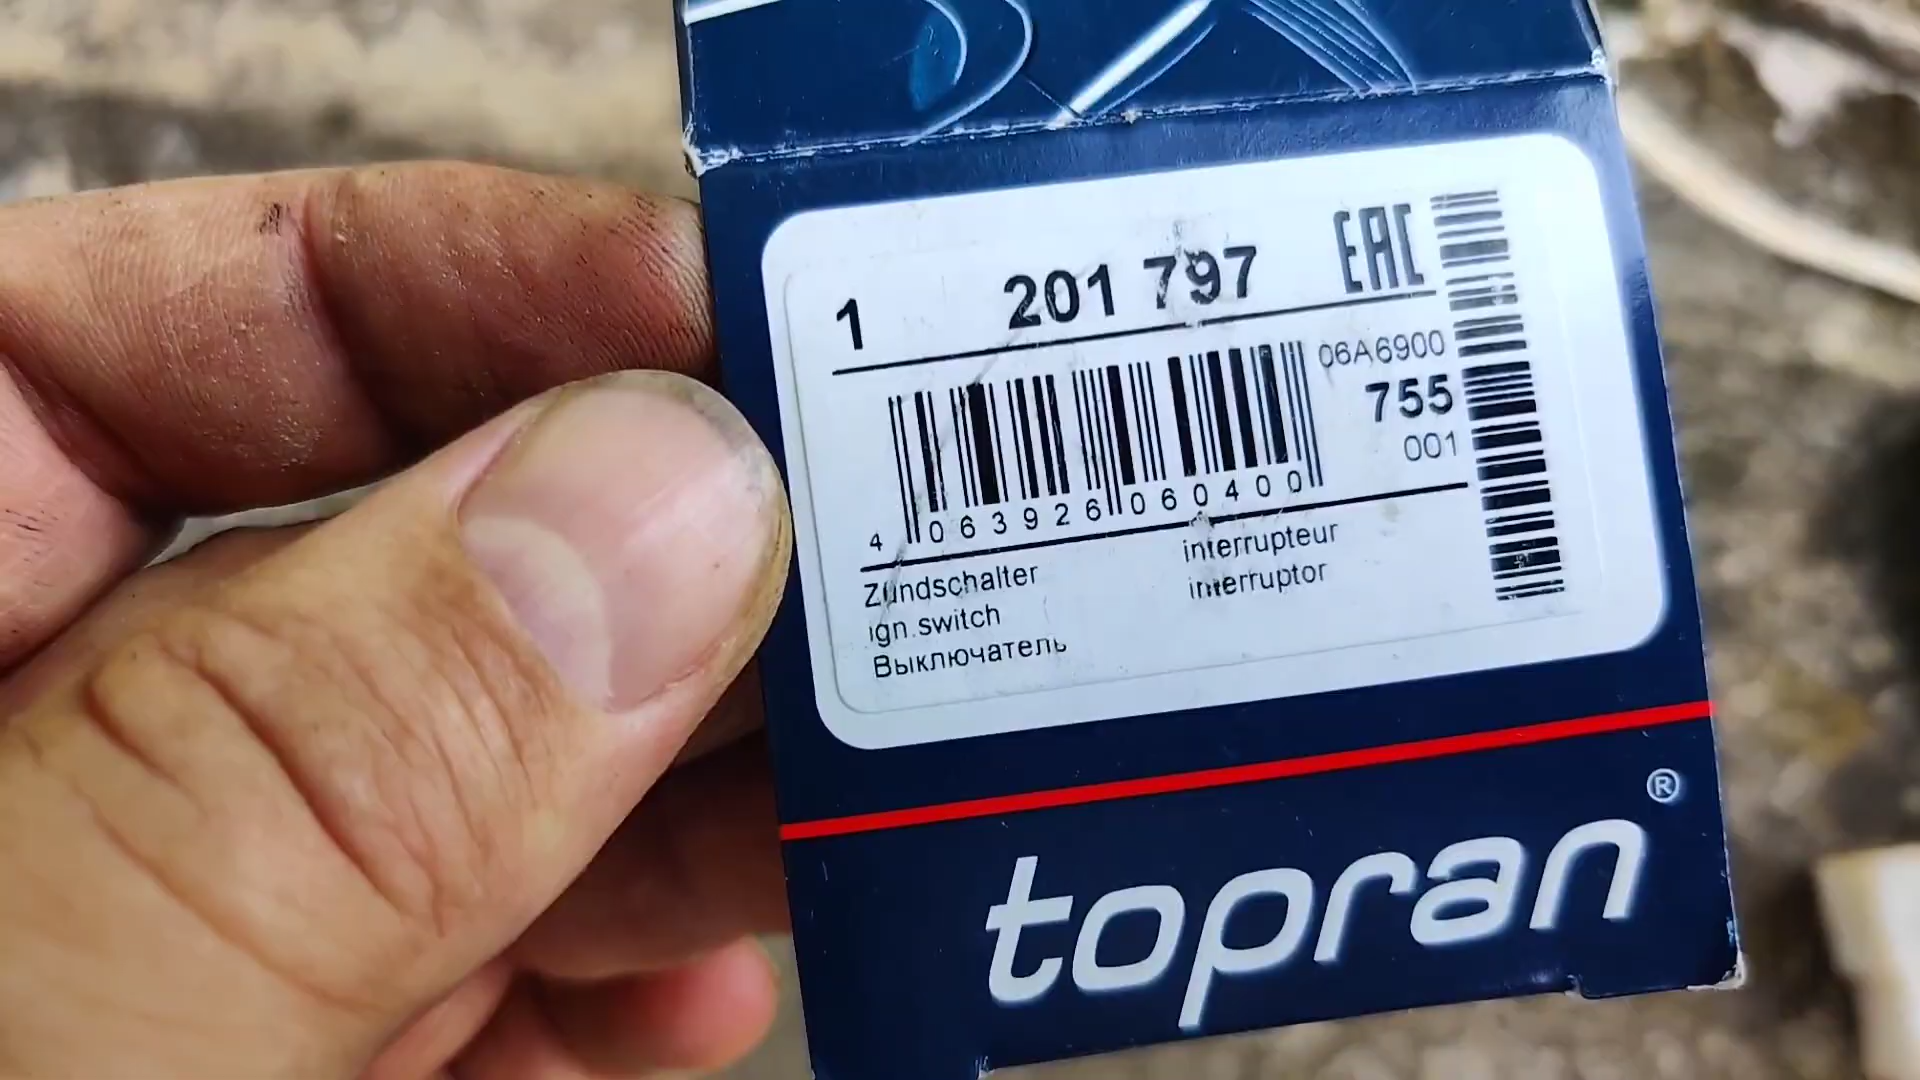 1 201 797 EAC
06A6900
755
001
4 063926 060400
Zündschalter
ign.switch
Выключатель
interrupteur
interruptor
topran®